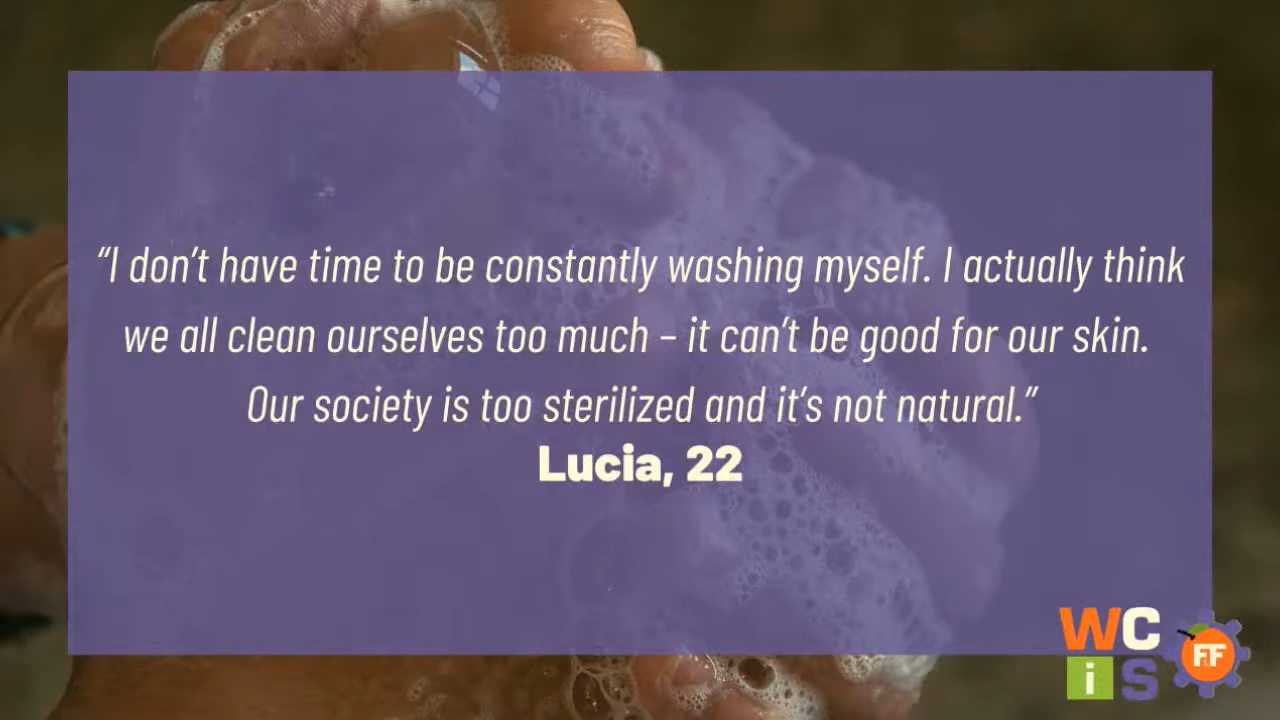 “I don’t have time to be constantly washing myself. I actually think
we all clean ourselves too much – it can’t be good for our skin.
Our society is too sterilized and it’s not natural.”
Lucia, 22
WC
iS
F&F